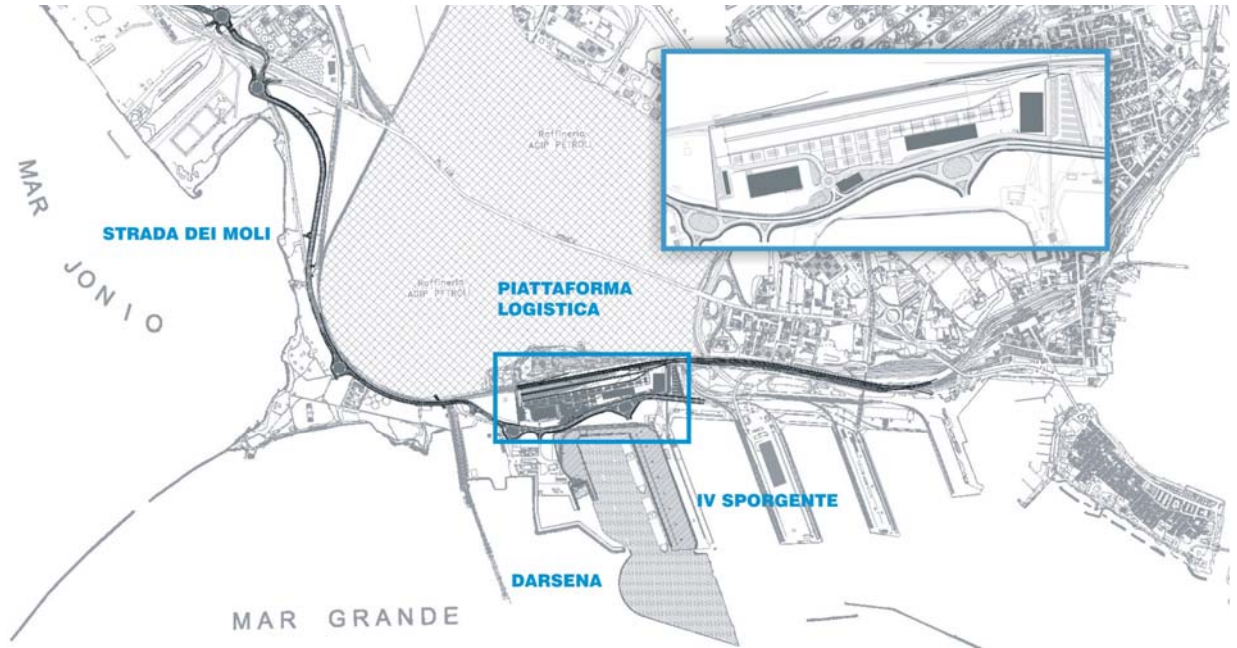 Raffineria
AGIP PETROLI
MAR
JONIO
STRADA DEI MOLI
Raffineria
AGIP PETROLI
PIATTAFORMA
LOGISTICA
IV SPORGENTE
DARSENA
MAR GRANDE